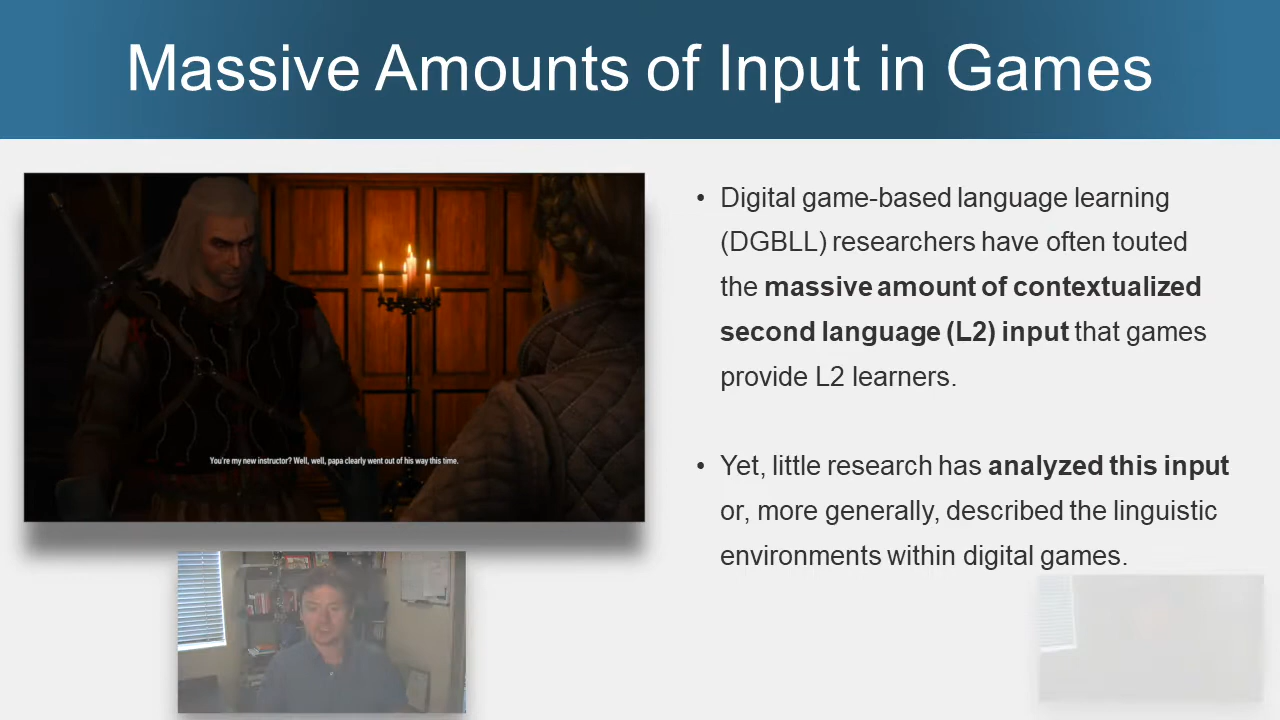 Massive Amounts of Input in Games
You're my new instructor? Well, well, papa clearly went out of his way this time.
• Digital game-based language learning
(DGBLL) researchers have often touted
the massive amount of contextualized
second language (L2) input that games
provide L2 learners.
• Yet, little research has analyzed this input
or, more generally, described the linguistic
environments within digital games.